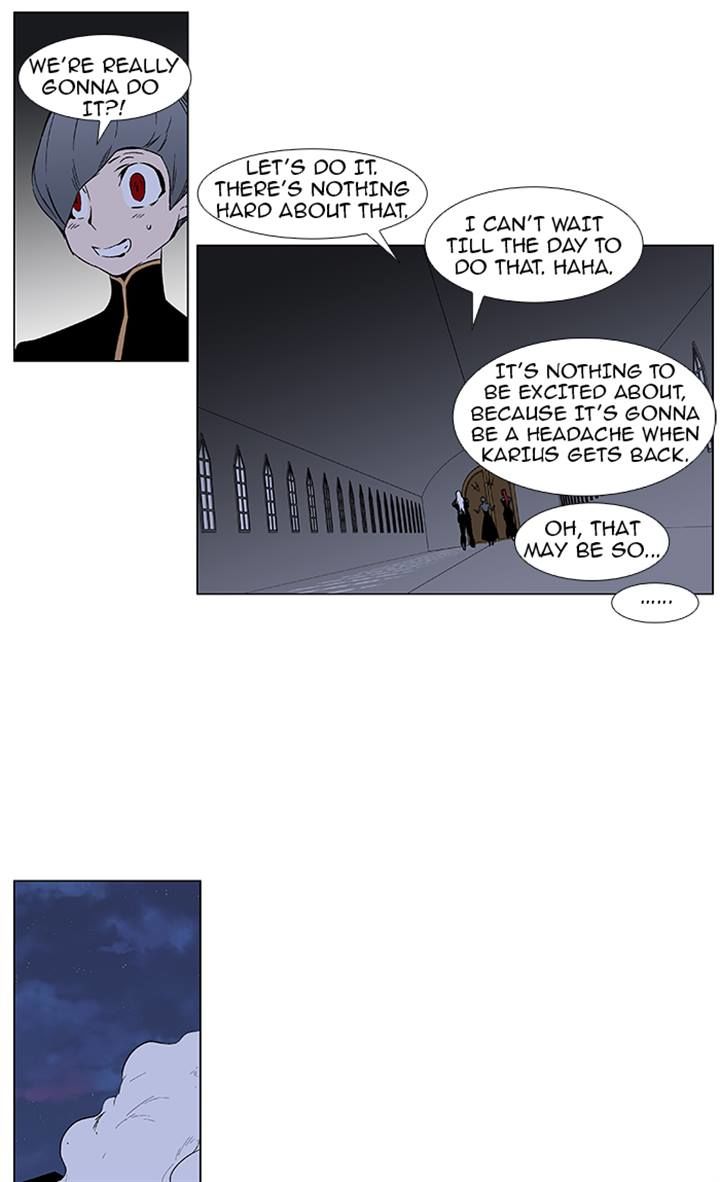 WE'RE REALLY
GONNA DO
IT?!
LET'S DO IT.
THERE'S NOTHING
HARD ABOUT THAT.
I CAN'T WAIT
TILL THE DAY TO
DO THAT. HAHA.
IT'S NOTHING TO
BE EXCITED ABOUT,
BECAUSE IT'S GONNA
BE A HEADACHE WHEN
KARIUS GETS BACK.
OH, THAT
MAY BE SO...
......